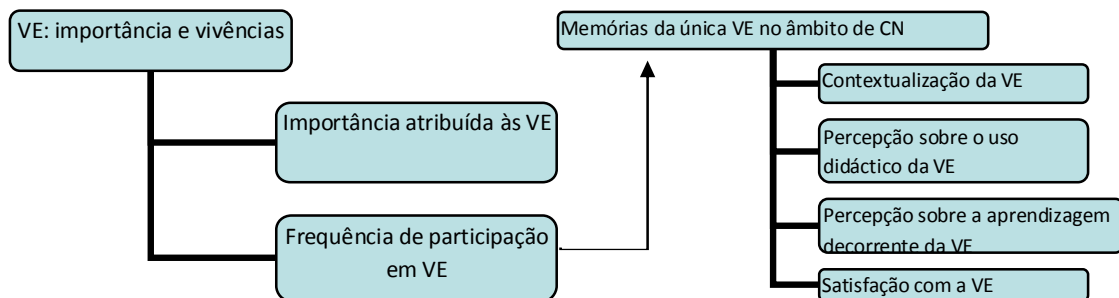 VE: importância e vivências
Importância atribuída às VE
Frequência de participação
em VE
Memórias da única VE no âmbito de CN
Contextualização da VE
Percepção sobre o uso
didáctico da VE
Percepção sobre a aprendizagem
decorrente da VE
Satisfação com a VE